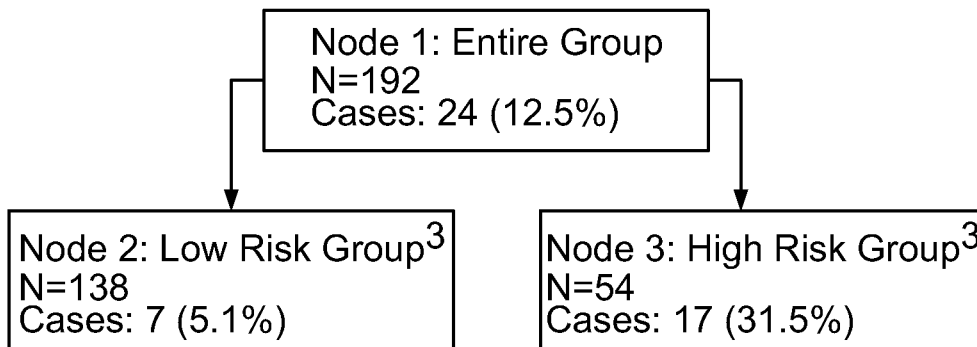 Node 1: Entire Group
N=192
Cases: 24 (12.5%)
Node 2: Low Risk Group³
N=138
Cases: 7 (5.1%)
Node 3: High Risk Group³
N=54
Cases: 17 (31.5%)